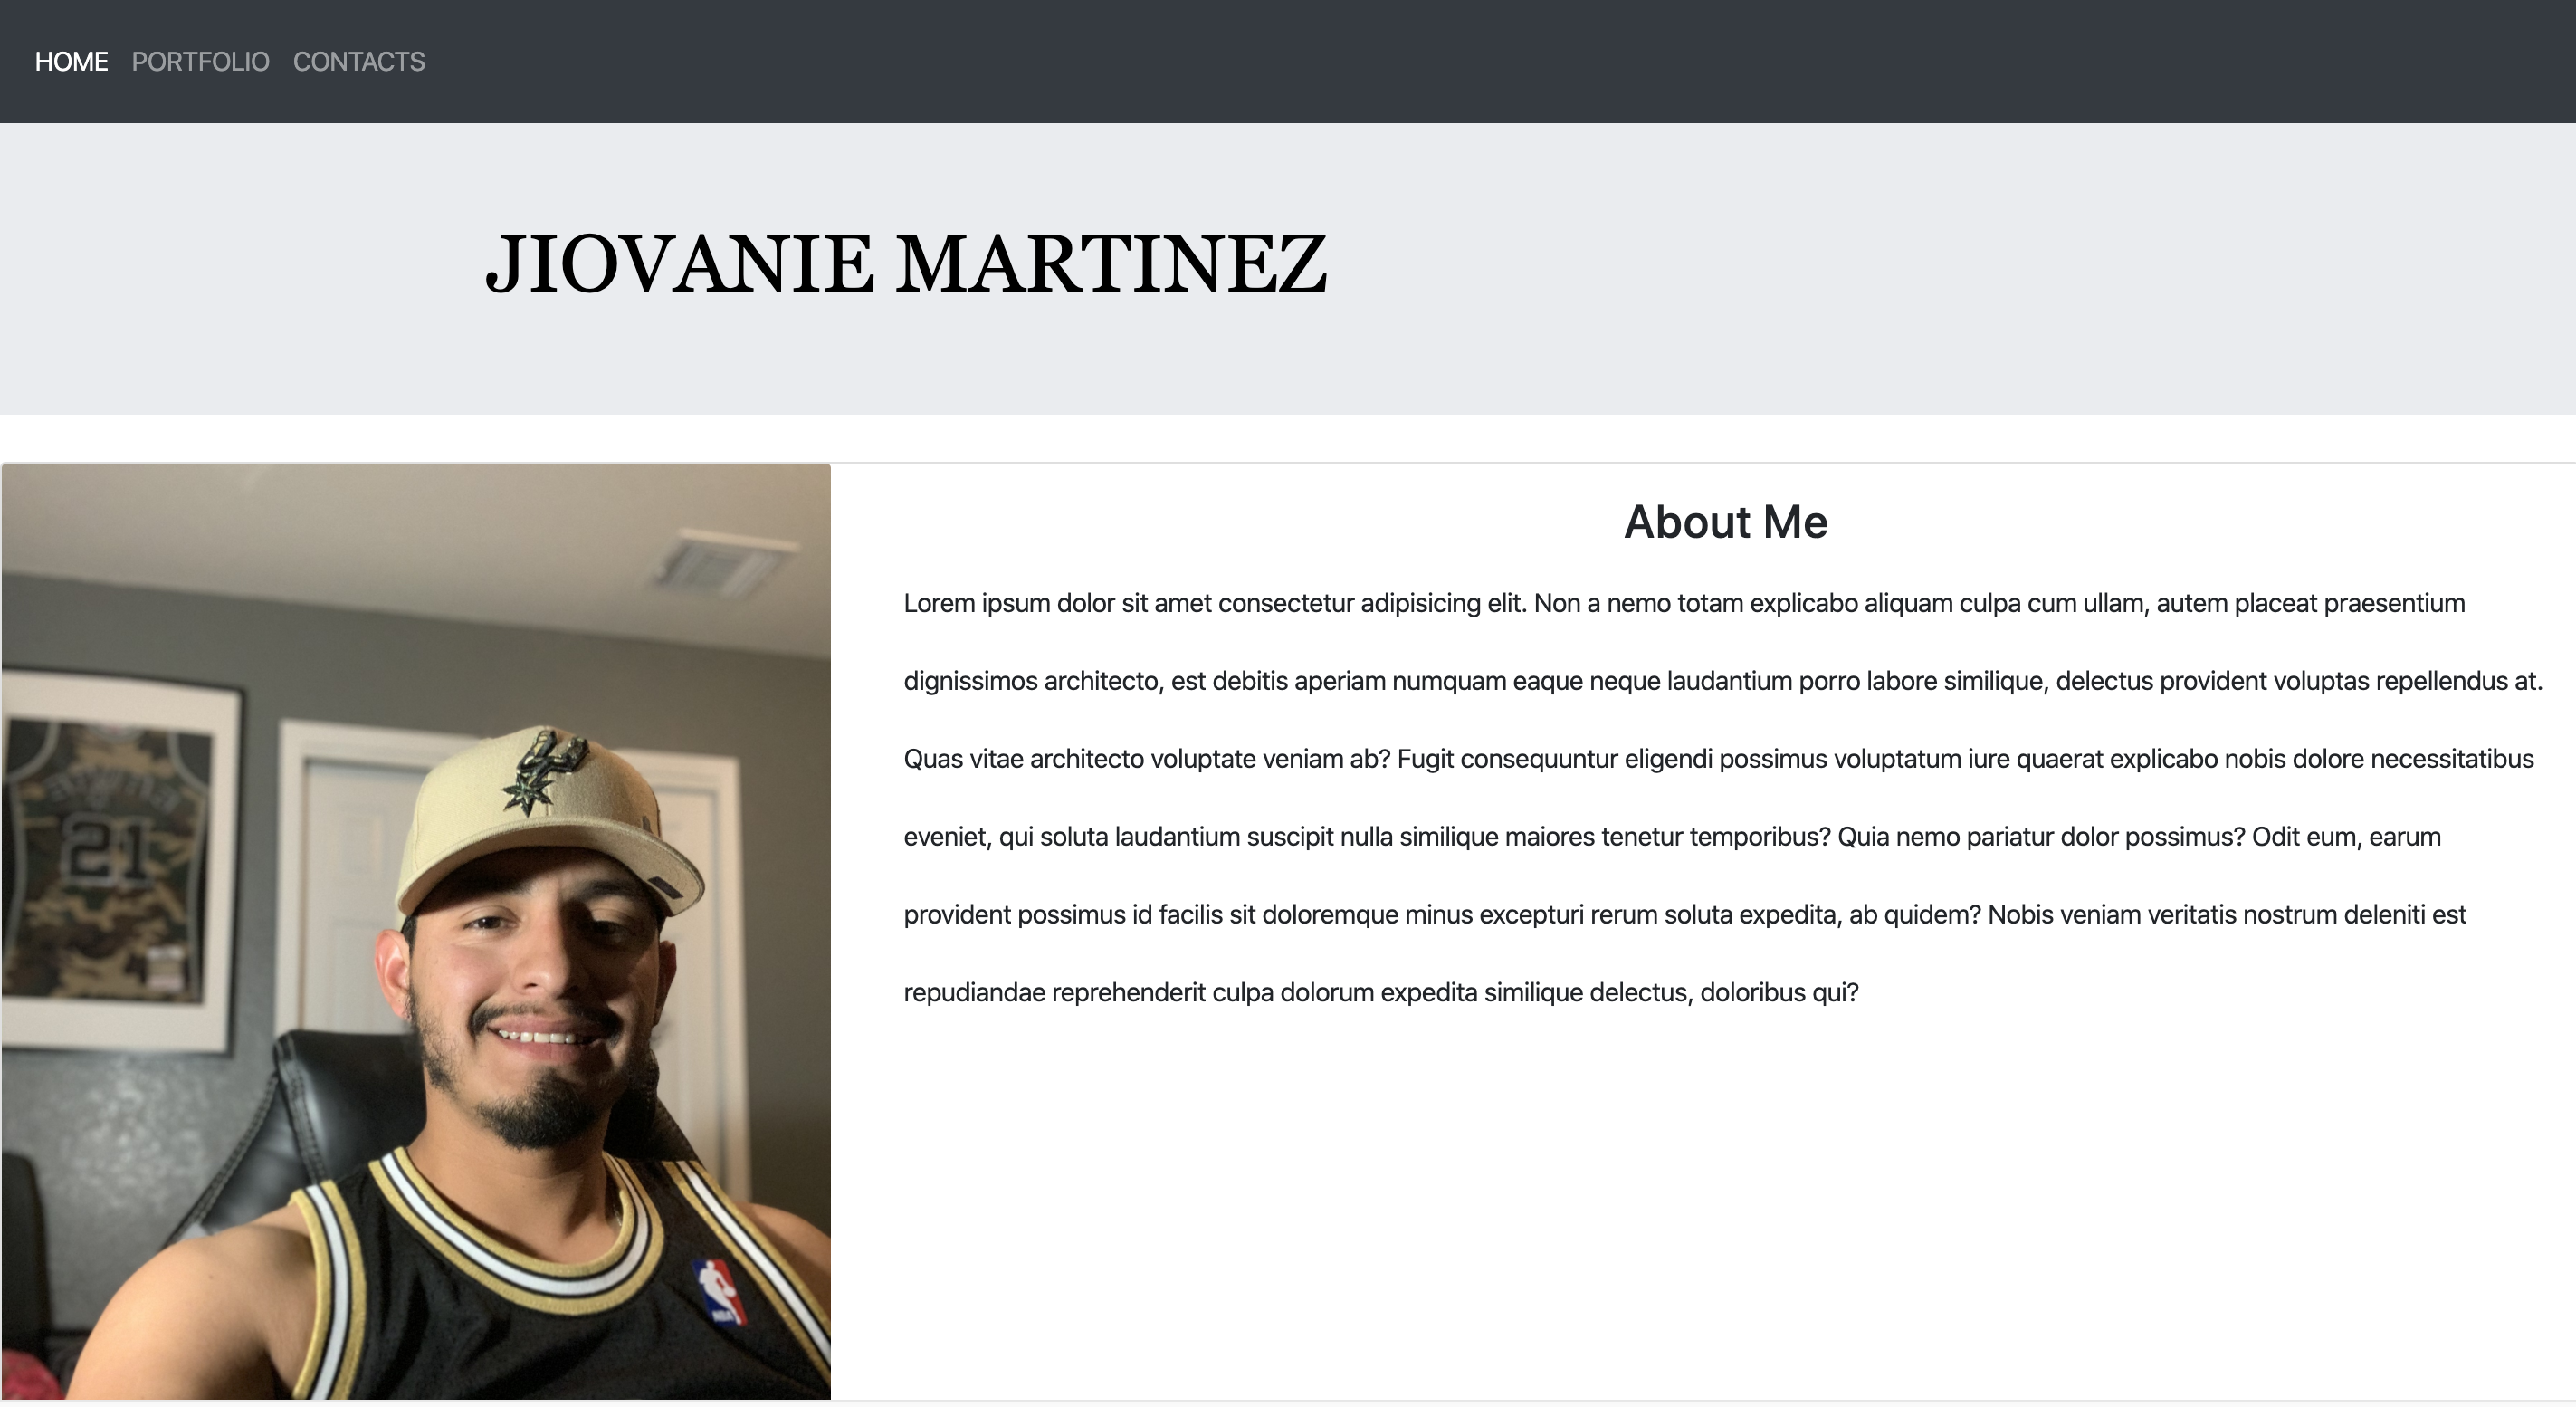 HOME PORTFOLIO CONTACTS
JIOVANIE MARTINEZ
About Me
Lorem ipsum dolor sit amet consectetur adipisicing elit. Non a nemo totam explicabo aliquam culpa cum ullam, autem placeat praesentium
dignissimos architecto, est debitis aperiam numquam eaque neque laudantium porro labore similique, delectus provident voluptas repellendus at.
Quas vitae architecto voluptate veniam ab? Fugit consequuntur eligendi possimus voluptatum iure quaerat explicabo nobis dolore necessitatibus
eveniet, qui soluta laudantium suscipit nulla similique maiores tenetur temporibus? Quia nemo pariatur dolor possimus? Odit eum, earum
provident possimus id facilis sit doloremque minus excepturi rerum soluta expedita, ab quidem? Nobis veniam veritatis nostrum deleniti est
repudiandae reprehenderit culpa dolorum expedita similique delectus, doloribus qui?
21
NBA